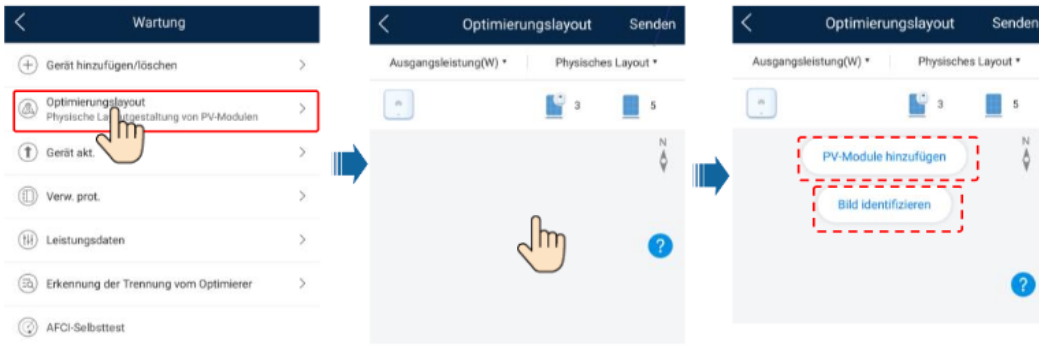 Wartung
Gerät hinzufügen/löschen
Optimierungslayout
Physische Layoutgestaltung von PV-Modulen
Gerät akt.
Verw. prot.
Leistungsdaten
Erkennung der Trennung vom Optimierer
AFCI-Selbsttest
Optimierungslayout Senden
Ausgangsleistung(W) Physisches Layout
3 5
N
?
Optimierungslayout Senden
Ausgangsleistung(W) Physisches Layout
3 5
N
PV-Module hinzufügen
Bild identifizieren
?